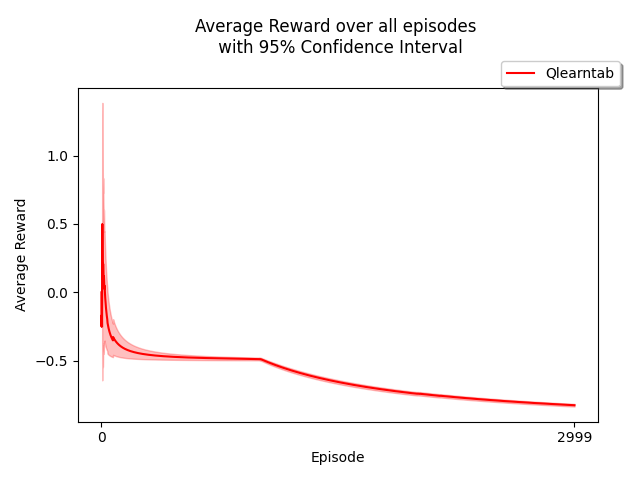 Average Reward over all episodes
with 95% Confidence Interval
Qlearntab
1.0
0.5
0.0
−0.5
Average Reward
0
2999
Episode